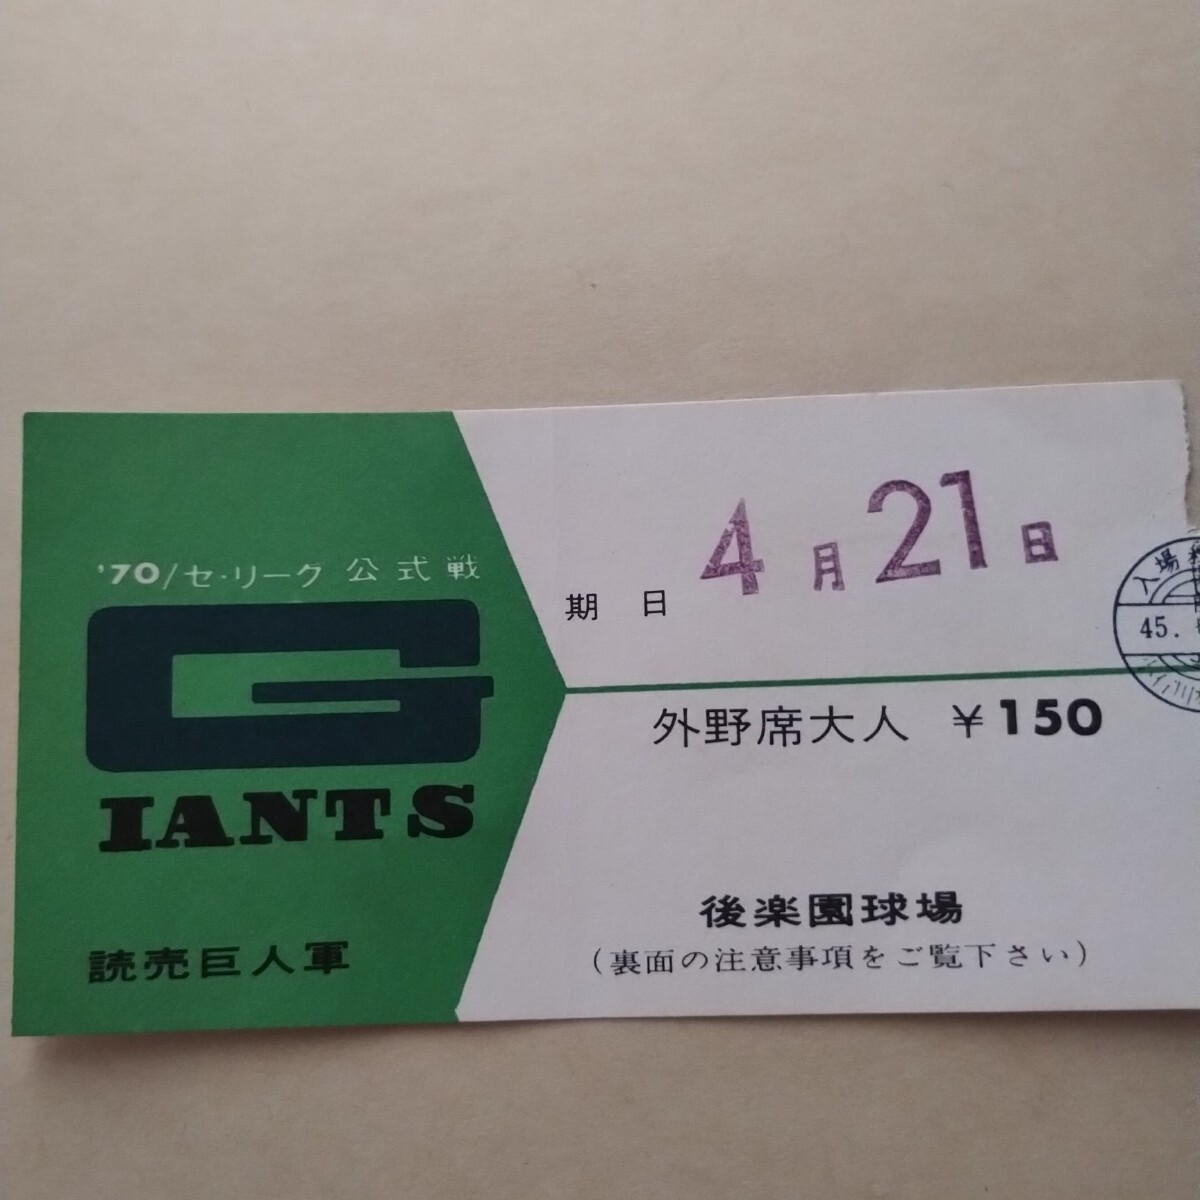 '70/セ・リーグ 公式戦
GIANTS
読売巨人軍
期 日 4月21日
外野席大人 ¥150
後楽園球場
(裏面の注意事項をご覧下さい)
入場
45.